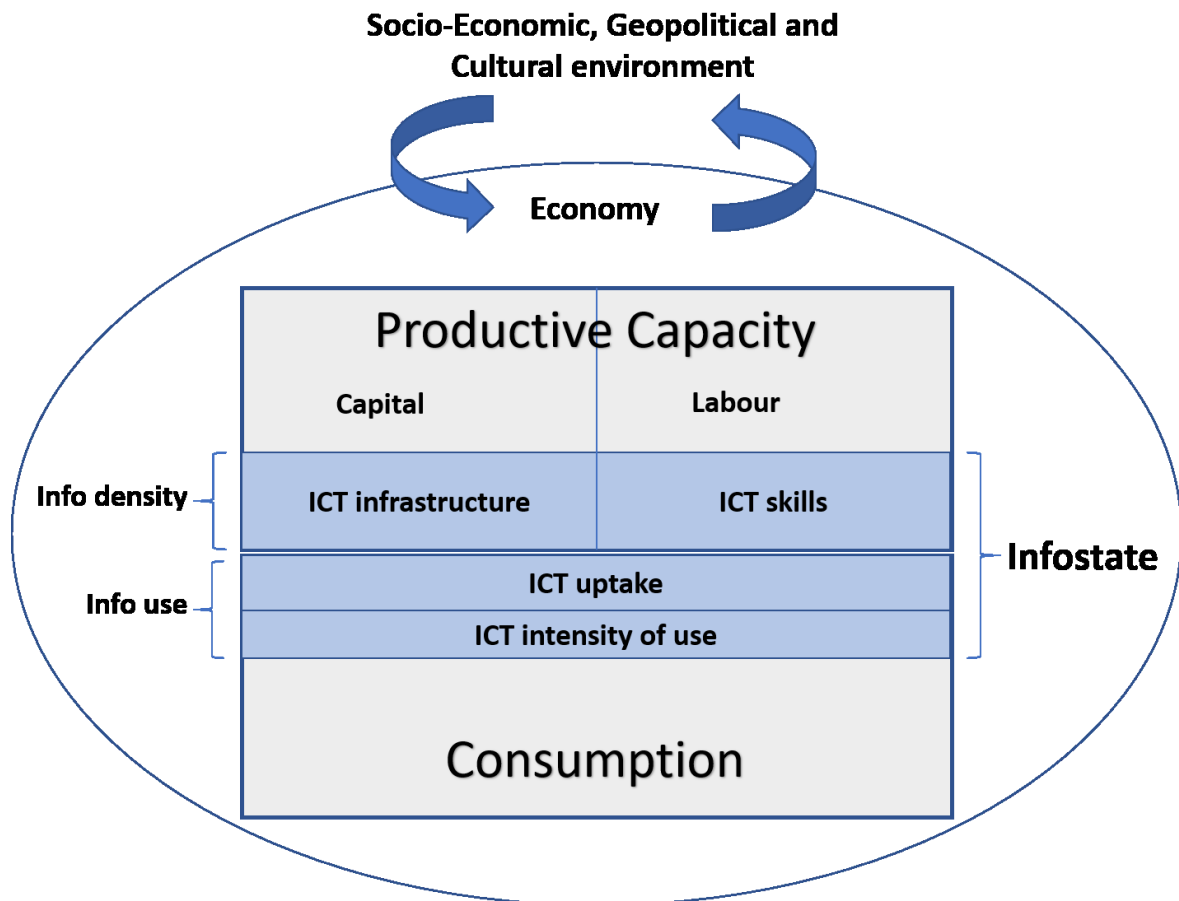 Socio-Economic, Geopolitical and
Cultural environment
Economy
Productive Capacity
Capital
Labour
Info density
ICT infrastructure
ICT skills
Infostate
Info use
ICT uptake
ICT intensity of use
Consumption